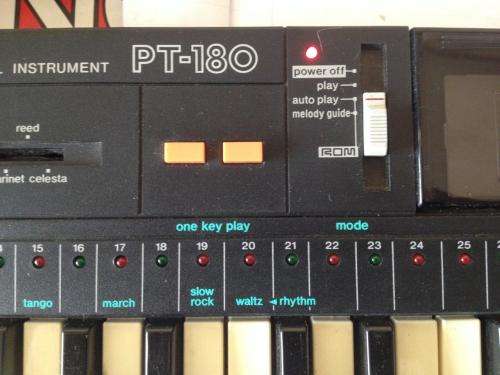 INSTRUMENT PT-180
power off
play
auto play
melody guide
ROM
reed
celesta
one key play mode
15 16 17 18 19 20 21 22 23 24 25
tango march slow rock waltz ◄rhythm